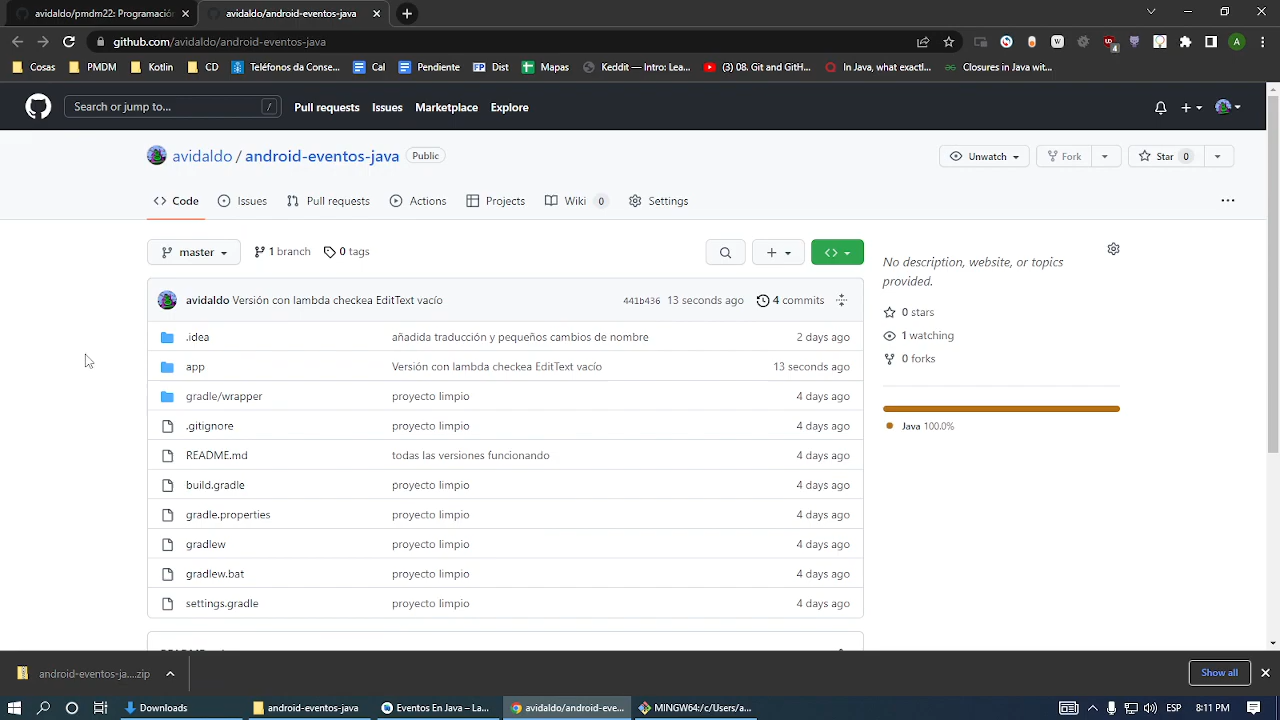 avidaldo/pmdm22: Programación
avidaldo/android-eventos-java
github.com/avidaldo/android-eventos-java
4
A
Cosas
PMDM
Kotlin
CD
Teléfonos da Conse...
Cal
Pendiente
Dist
Mapas
Keddit — Intro: Lea...
(3) 08. Git and GitH...
In Java, what exactl...
Closures in Java wit...
Search or jump to...
/
Pull requests
Issues
Marketplace
Explore
avidaldo / android-eventos-java
Public
Unwatch
Fork
Star 0
Code
Issues
Pull requests
Actions
Projects
Wiki 0
Settings
master
1 branch
0 tags
No description, website, or topics
provided.
avidaldo Versión con lambda checkea EditText vacío
441b436 13 seconds ago
4 commits
0 stars
1 watching
0 forks
.idea añadida traducción y pequeños cambios de nombre 2 days ago
app Versión con lambda checkea EditText vacío 13 seconds ago
gradle/wrapper proyecto limpio 4 days ago
.gitignore proyecto limpio 4 days ago
README.md todas las versiones funcionando 4 days ago
build.gradle proyecto limpio 4 days ago
gradle.properties proyecto limpio 4 days ago
gradlew proyecto limpio 4 days ago
gradlew.bat proyecto limpio 4 days ago
settings.gradle proyecto limpio 4 days ago
Java 100.0%
android-eventos-ja....zip
Show all
Downloads
android-eventos-java
Eventos En Java – La...
avidaldo/android-eve...
MINGW64:/c/Users/a...
ESP
8:11 PM